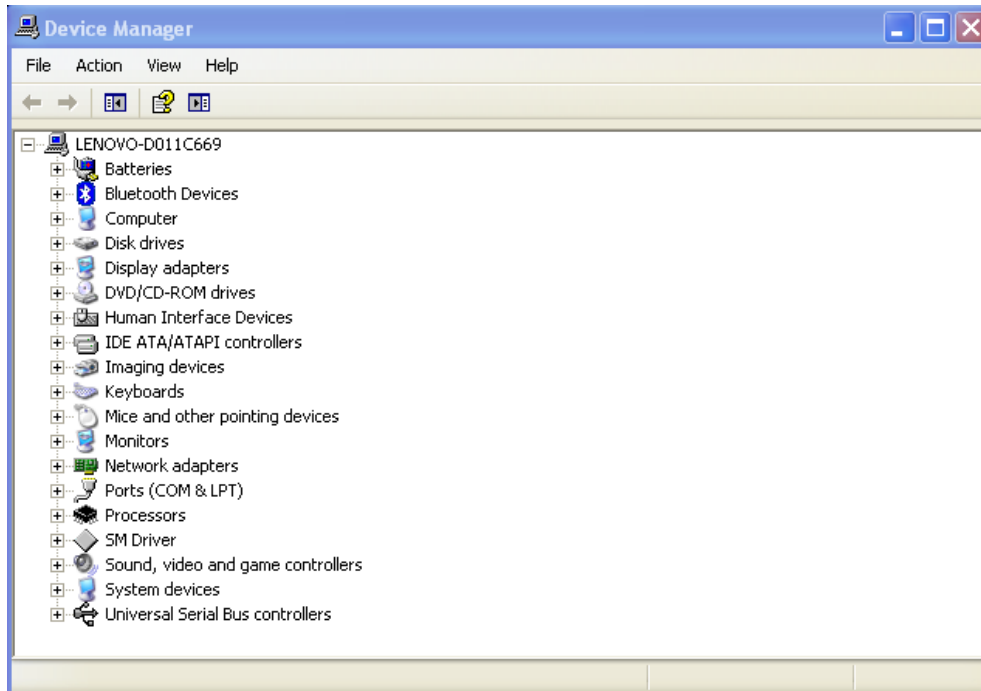 Device Manager
File Action View Help
LENOVO-D011C669
Batteries
Bluetooth Devices
Computer
Disk drives
Display adapters
DVD/CD-ROM drives
Human Interface Devices
IDE ATA/ATAPI controllers
Imaging devices
Keyboards
Mice and other pointing devices
Monitors
Network adapters
Ports (COM & LPT)
Processors
SM Driver
Sound, video and game controllers
System devices
Universal Serial Bus controllers